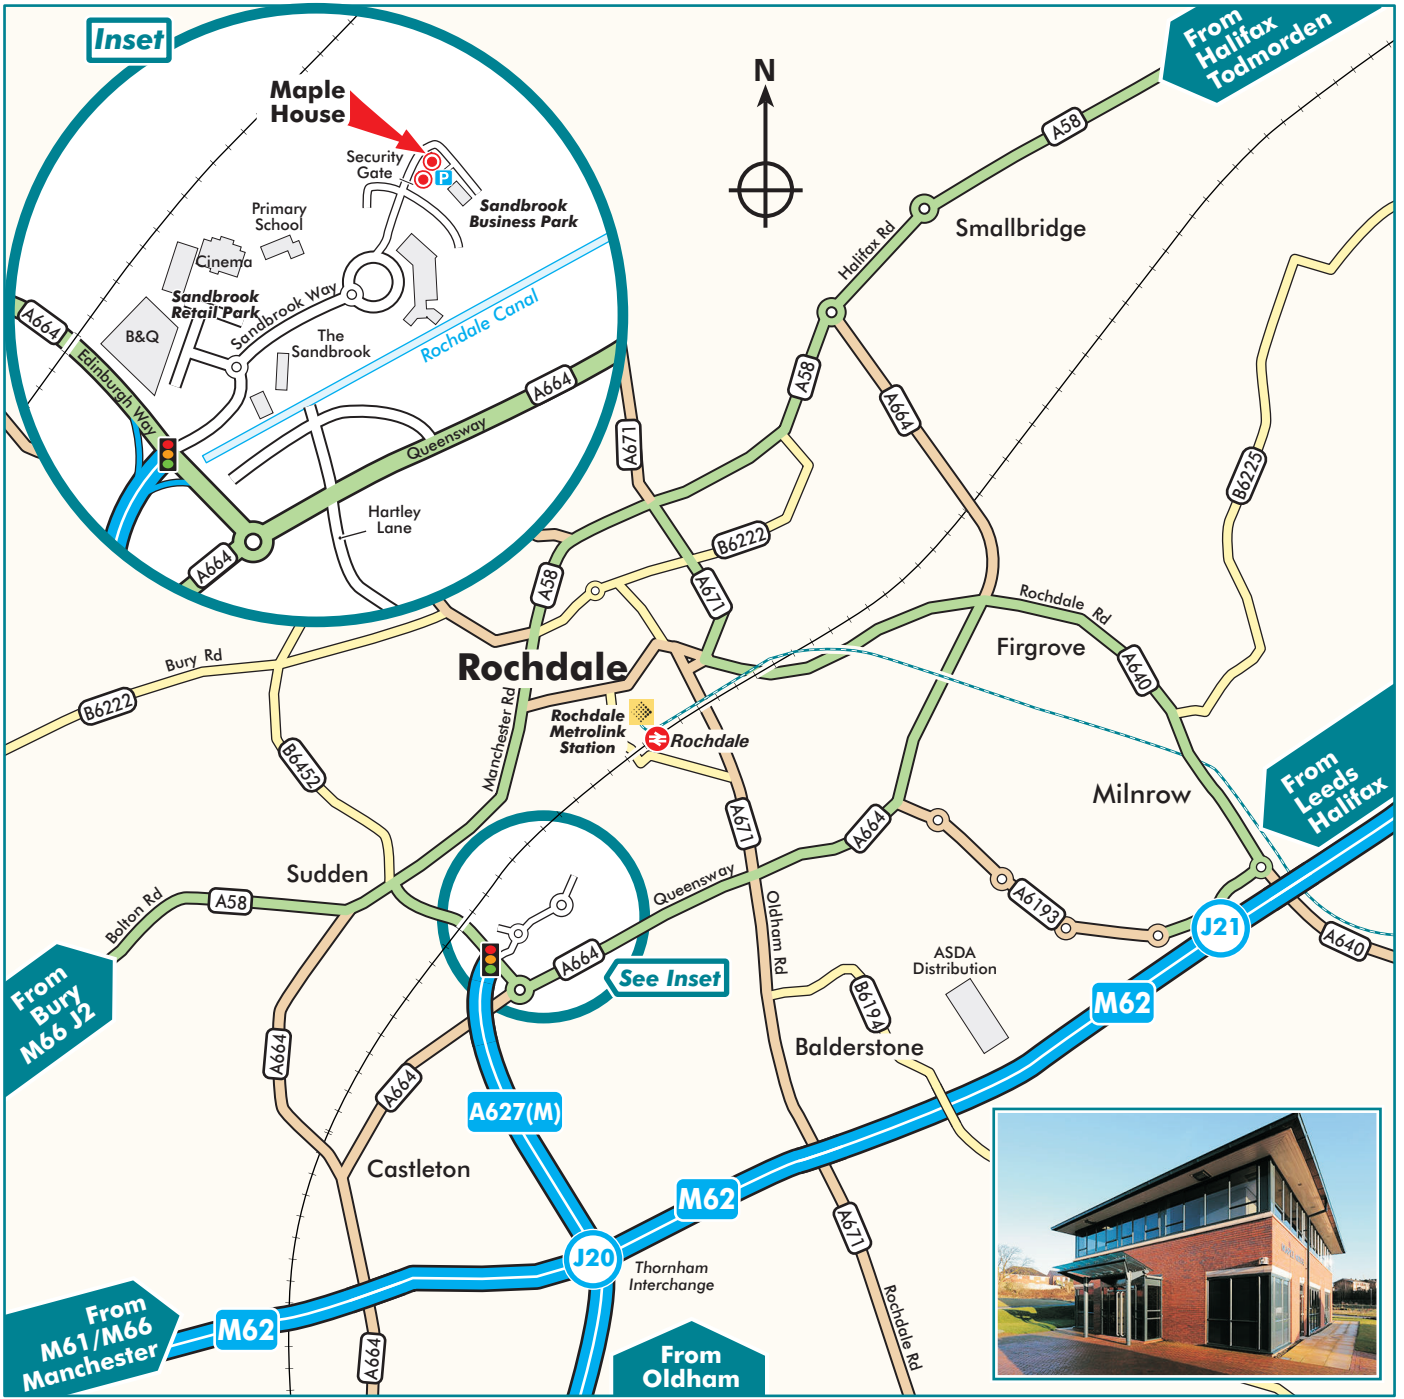 Inset
Maple
House
Security
Gate
P
Sandbrook
Business Park
Primary
School
Cinema
Sandbrook
Retail Park
B&Q
Sandbrook Way
The
Sandbrook
Rochdale Canal
A664
Edinburgh Way
A664
Queensway
Hartley
Lane
A664
N
From
Halifax
Todmorden
A58
Smallbridge
Halifax Rd
A58
A664
A671
B6225
B6222
A58
A671
Rochdale Rd
Firgrove
A640
Bury Rd
B6222
Rochdale
Manchester Rd
Rochdale
Metrolink
Station
Rochdale
B6452
Milnrow
From
Leeds
Halifax
A671
A664
Sudden
Queensway
Bolton Rd
A58
A6193
J21
A640
Oldham Rd
ASDA
Distribution
A664
See Inset
From
Bury
M66 J2
M62
B6194
Balderstone
A664
A664
A627(M)
Castleton
M62
A671
J20
Thornham
Interchange
Rochdale Rd
From
M61/M66
Manchester
M62
A664
From
Oldham